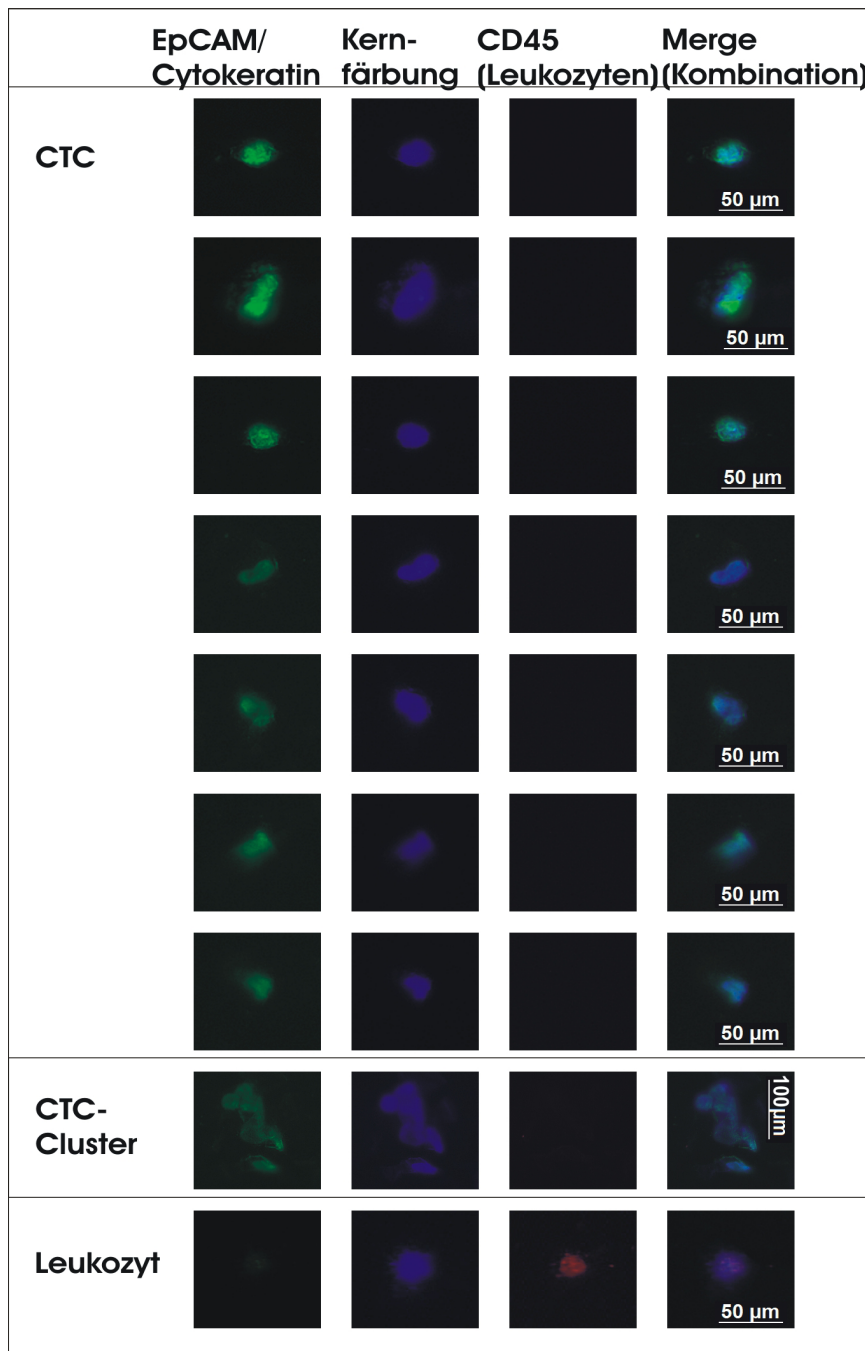 EpCAM/
Cytokeratin
Kern-
färbung
CD45
(Leukozyten)
Merge
(Kombination)
CTC
50 µm
50 µm
50 µm
50 µm
50 µm
50 µm
50 µm
CTC-
Cluster
100µm
Leukozyt
50 µm